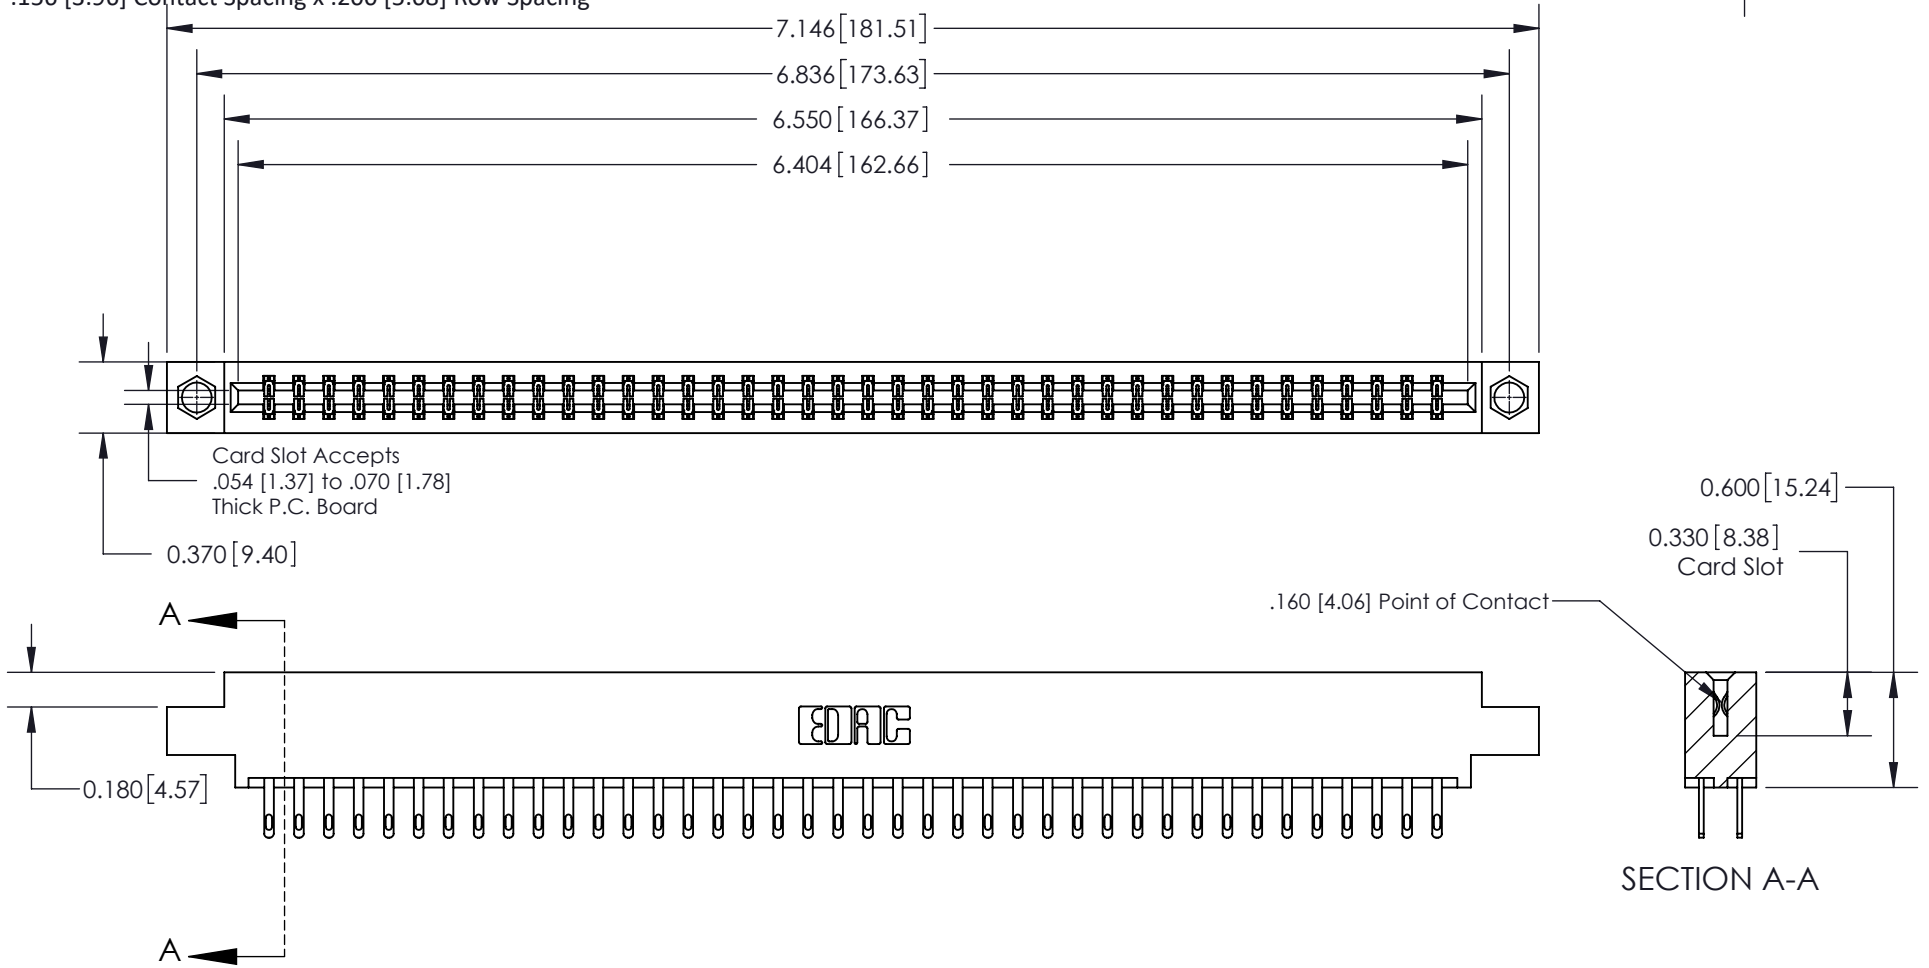 .156 [3.96] Contact Spacing x .200 [5.08] Row Spacing
7.146[181.51]
6.836[173.63]
6.550[166.37]
6.404[162.66]
Card Slot Accepts
.054 [1.37] to .070 [1.78]
Thick P.C. Board
0.370[9.40]
0.600[15.24]
0.330[8.38]
Card Slot
.160 [4.06] Point of Contact
A
EDAC
0.180[4.57]
SECTION A-A
A